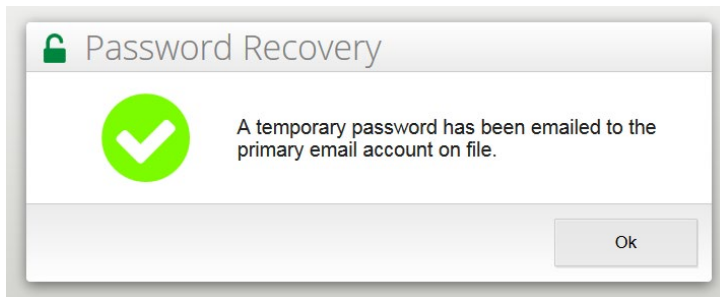 Password Recovery
A temporary password has been emailed to the
primary email account on file.
Ok